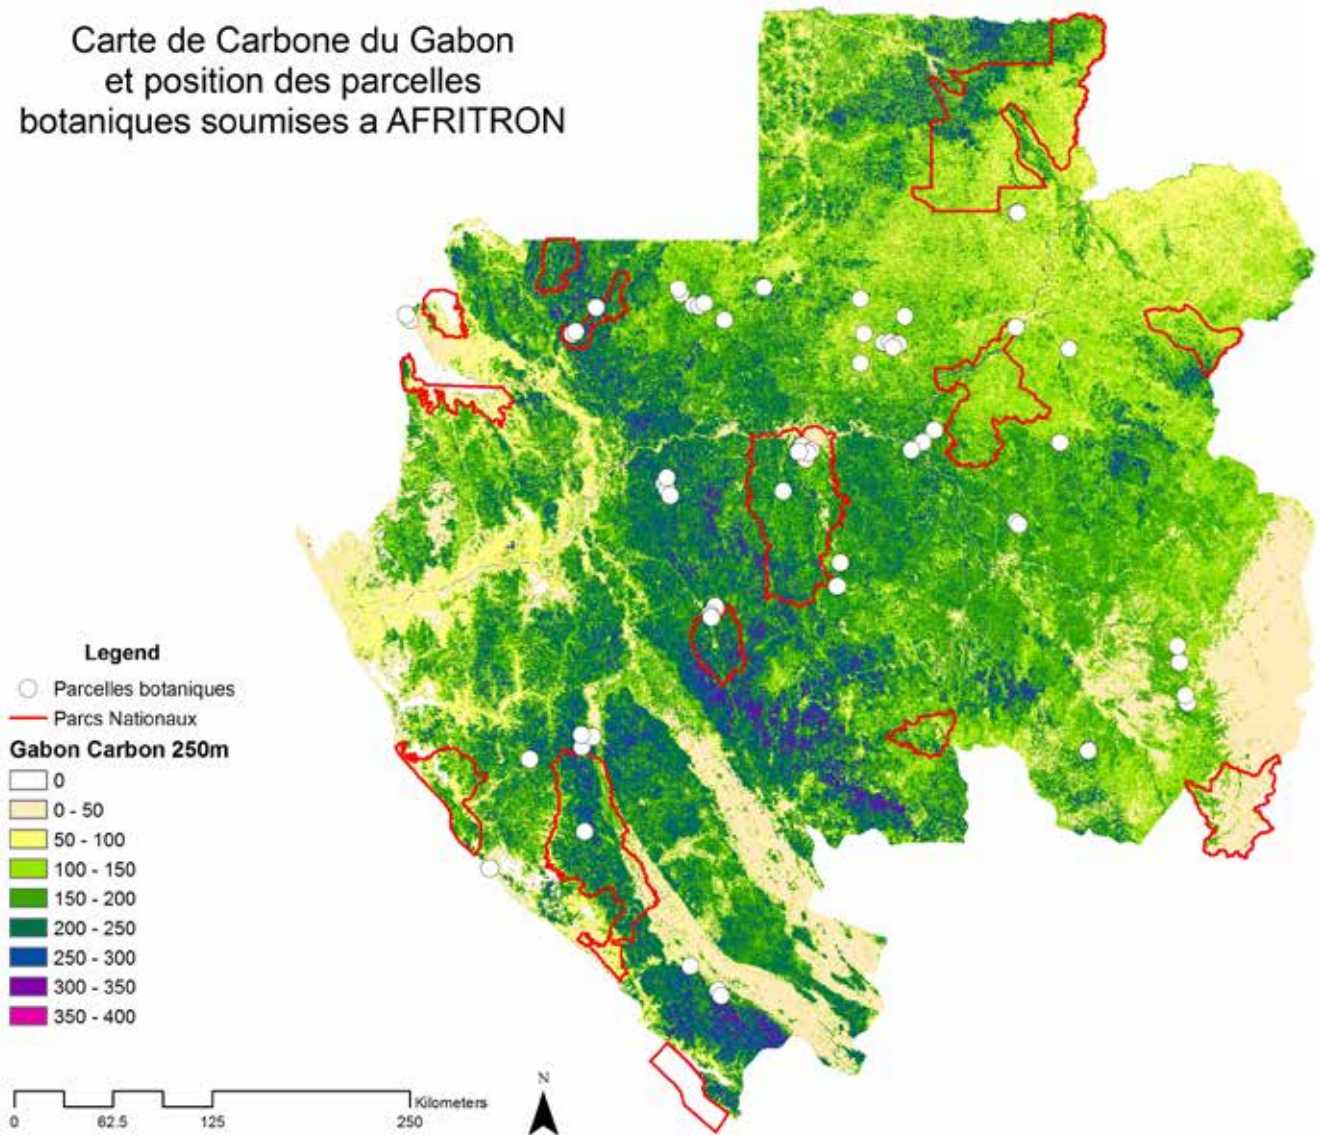 Carte de Carbone du Gabon
et position des parcelles
botaniques soumises a AFRITRON
Legend
Parcelles botaniques
Parcs Nationaux
Gabon Carbon 250m
0
0 - 50
50 - 100
100 - 150
150 - 200
200 - 250
250 - 300
300 - 350
350 - 400
Kilometers
0 62.5 125 250
N